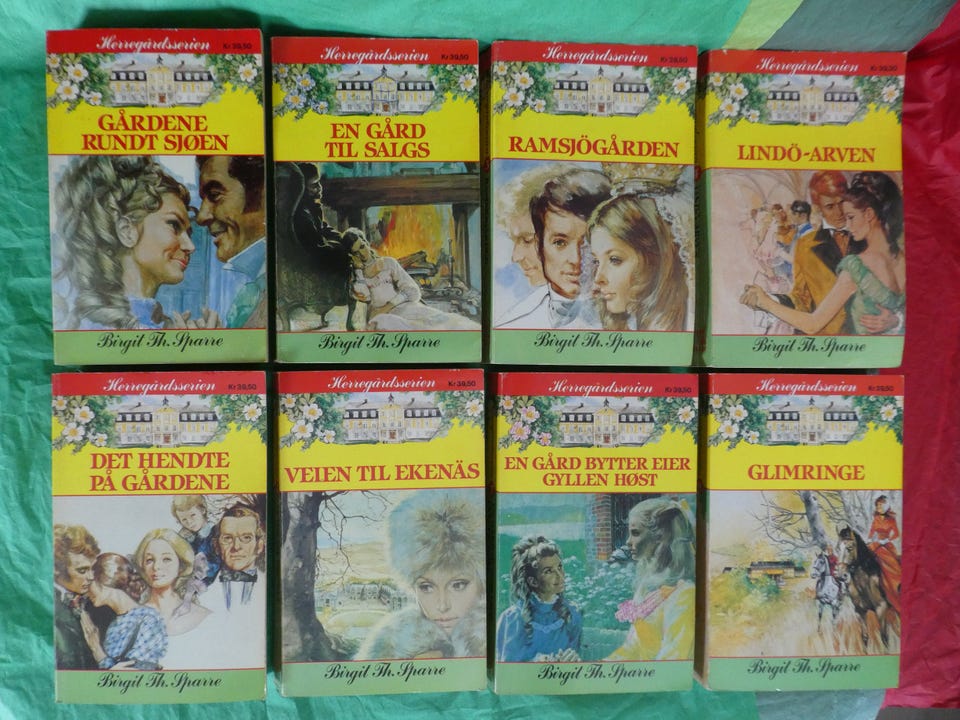 Herregårdsserien Kr 39,50
GÅRDENE
RUNDT SJØEN
Birgit Th. Sparre
Herregårdsserien Kr 39,50
EN GÅRD
TIL SALGS
Birgit Th. Sparre
Herregårdsserien Kr 39,50
RAMSJÖGÅRDEN
Birgit Th. Sparre
Herregårdsserien Kr 39,50
LINDÖ-ARVEN
Birgit Th. Sparre
Herregårdsserien Kr 39,50
DET HENDTE
PÅ GÅRDENE
Birgit Th. Sparre
Herregårdsserien Kr 39,50
VEIEN TIL EKENÄS
Birgit Th. Sparre
Herregårdsserien Kr 39,50
EN GÅRD BYTTER EIER
GYLLEN HØST
Birgit Th. Sparre
Herregårdsserien Kr 39,50
GLIMRINGE
Birgit Th. Sparre